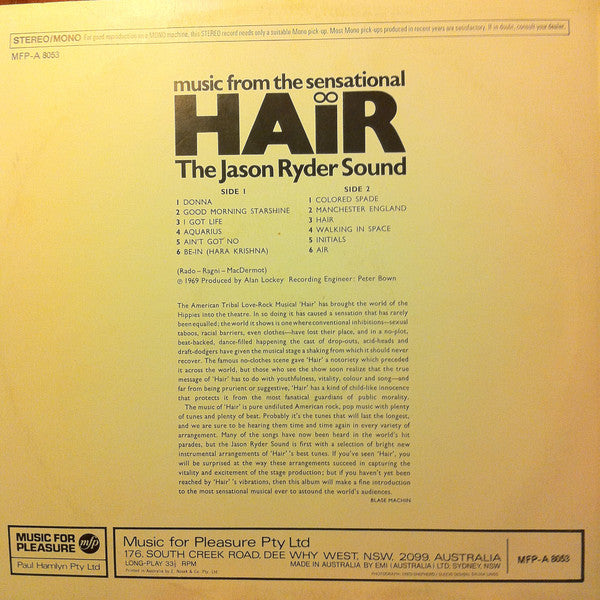 STEREO/MONO For good reproduction on a MONO machine, this STEREO record needs only a suitable Mono pick-up. Most Mono pick-ups produced in recent years are satisfactory. If in doubt, consult your dealer.
MFP-A 8053
music from the sensational
HAïR
The Jason Ryder Sound
SIDE 1
1 DONNA
2 GOOD MORNING STARSHINE
3 I GOT LIFE
4 AQUARIUS
5 AIN'T GOT NO
6 BE-IN (HARA KRISHNA)
SIDE 2
1 COLORED SPADE
2 MANCHESTER ENGLAND
3 HAIR
4 WALKING IN SPACE
5 INITIALS
6 AIR
(Rado – Ragni – MacDermot)
℗ 1969 Produced by Alan Lockey Recording Engineer: Peter Bown
The American Tribal Love-Rock Musical 'Hair' has brought the world of the
Hippies into the theatre. In so doing it has caused a sensation that has rarely
been equalled; the world it shows is one where conventional inhibitions—sexual
taboos, racial barriers, even clothes—have lost their place, and in a no-plot,
beat-backed, dance-filled happening the cast of drop-outs, acid-heads and
draft-dodgers have given the musical stage a shaking from which it should never
recover. The famous no-clothes scene gave 'Hair' a notoriety which preceded
it across the world, but those who see the show soon realize that the true
message of 'Hair' has to do with youthfulness, vitality, colour and song—and
far from being prurient or suggestive, 'Hair' has a kind of child-like innocence
that protects it from the most fanatical guardians of public morality.
The music of 'Hair' is pure undiluted American rock, pop music with plenty
of tunes and plenty of beat. Probably it's the tunes that will last the longest,
and we are sure to be hearing them time and time again in every variety of
arrangement. Many of the songs have now been heard in the world's hit
parades, but the Jason Ryder Sound is first with a selection of bright new
instrumental arrangements of 'Hair''s best tunes. If you've seen 'Hair', you
will be surprised at the way these arrangements succeed in capturing the
vitality and excitement of the stage production; but if you haven't yet been
reached by 'Hair''s vibrations, then this album will make a fine introduction
to the most sensational musical ever to astound the world's audiences.
BLASE MACHIN
MUSIC FOR
PLEASURE mfp
Paul Hamlyn Pty Ltd
Music for Pleasure Pty Ltd
176, SOUTH CREEK ROAD, DEE WHY WEST, N.S.W. 2099, AUSTRALIA
LONG-PLAY 33⅓ RPM MADE IN AUSTRALIA BY EMI (AUSTRALIA) LTD, SYDNEY, NSW
Printed in Australia by
MFP-A 8053